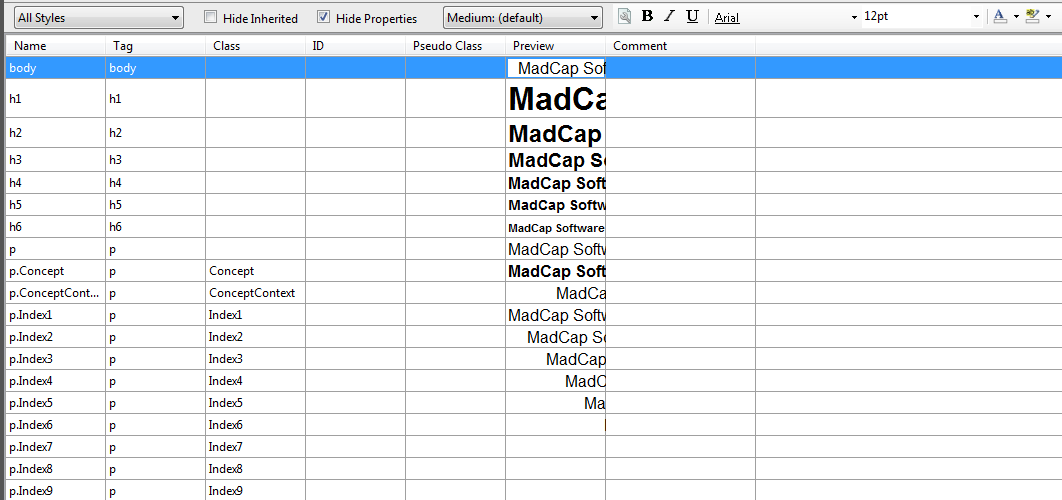 All Styles Hide Inherited Hide Properties Medium: (default) B I U Arial 12pt A
Name Tag Class ID Pseudo Class Preview Comment
body body MadCap Sof
h1 h1 MadCa
h2 h2 MadCap
h3 h3 MadCap S
h4 h4 MadCap Soft
h5 h5 MadCap Softw
h6 h6 MadCap Software
p p MadCap Softw
p.Concept p Concept MadCap Soft
p.ConceptCont... p ConceptContext MadCa
p.Index1 p Index1 MadCap Softw
p.Index2 p Index2 MadCap So
p.Index3 p Index3 MadCap
p.Index4 p Index4 MadC
p.Index5 p Index5 Ma
p.Index6 p Index6
p.Index7 p Index7
p.Index8 p Index8
p.Index9 p Index9